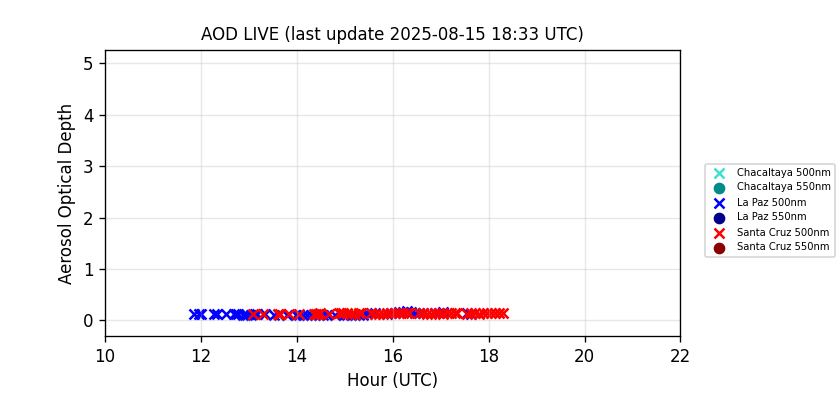 AOD LIVE (last update 2025-08-15 18:33 UTC)
Aerosol Optical Depth
5
4
3
2
1
0
10 12 14 16 18 20 22
Hour (UTC)
Chacaltaya 500nm
Chacaltaya 550nm
La Paz 500nm
La Paz 550nm
Santa Cruz 500nm
Santa Cruz 550nm